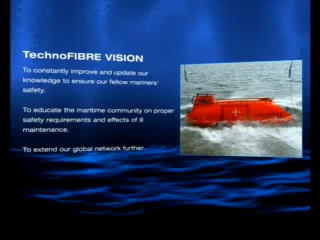 TechnoFIBRE VISION
To constantly improve and update our
knowledge to ensure our fellow mariners'
safety.
To educate the maritime community on proper
safety requirements and effects of ill
maintenance.
To extend our global network further.